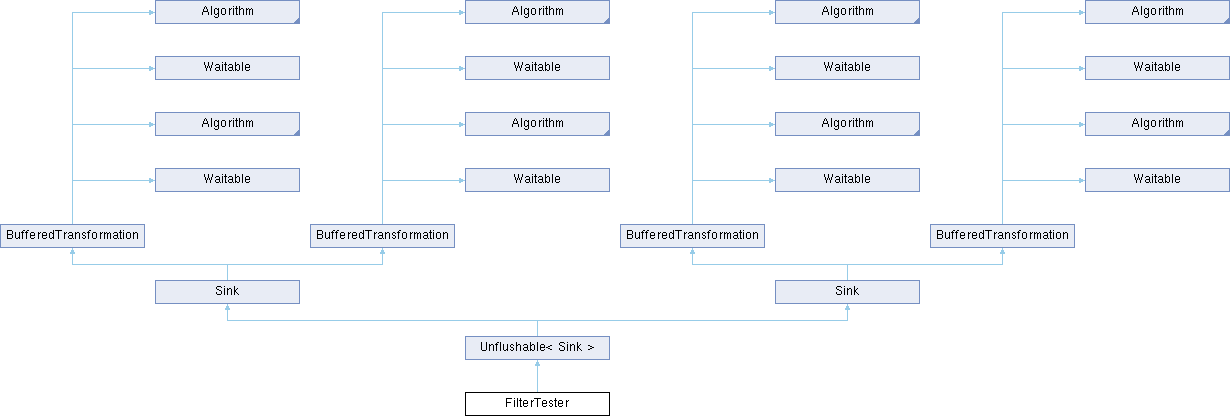 Algorithm Algorithm Algorithm Algorithm
Waitable Waitable Waitable Waitable
Algorithm Algorithm Algorithm Algorithm
Waitable Waitable Waitable Waitable
BufferedTransformation BufferedTransformation BufferedTransformation BufferedTransformation
Sink Sink
Unflushable< Sink >
FilterTester